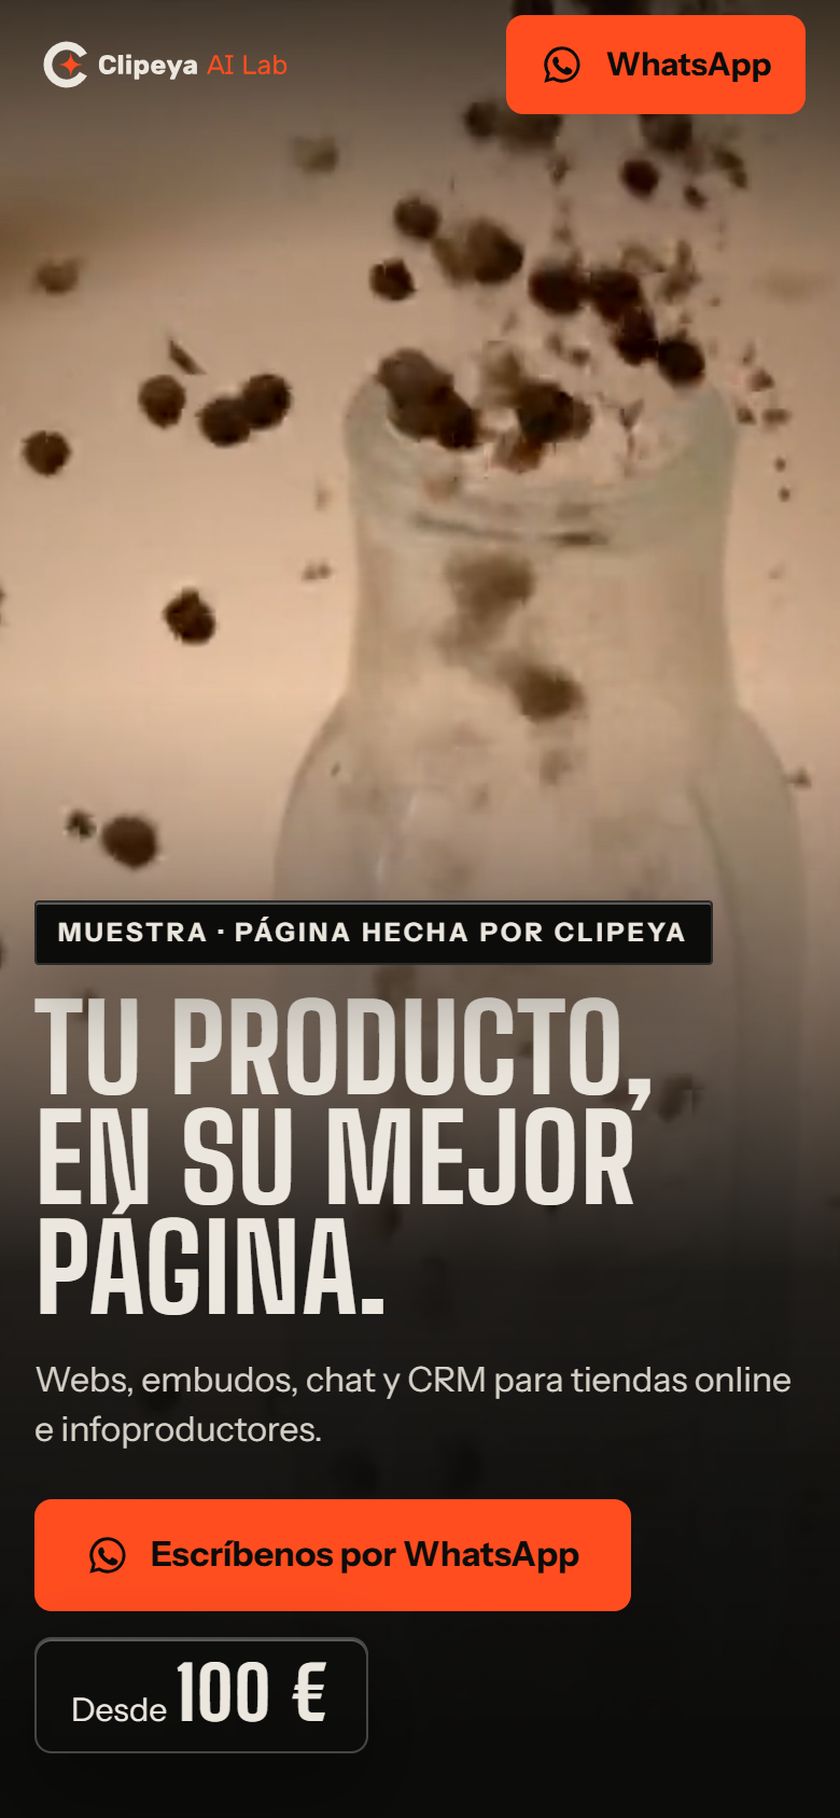 Clipeya AI Lab
WhatsApp
MUESTRA · PÁGINA HECHA POR CLIPEYA
TU PRODUCTO,
EN SU MEJOR
PÁGINA.
Webs, embudos, chat y CRM para tiendas online
e infoproductores.
Escríbenos por WhatsApp
Desde 100 €